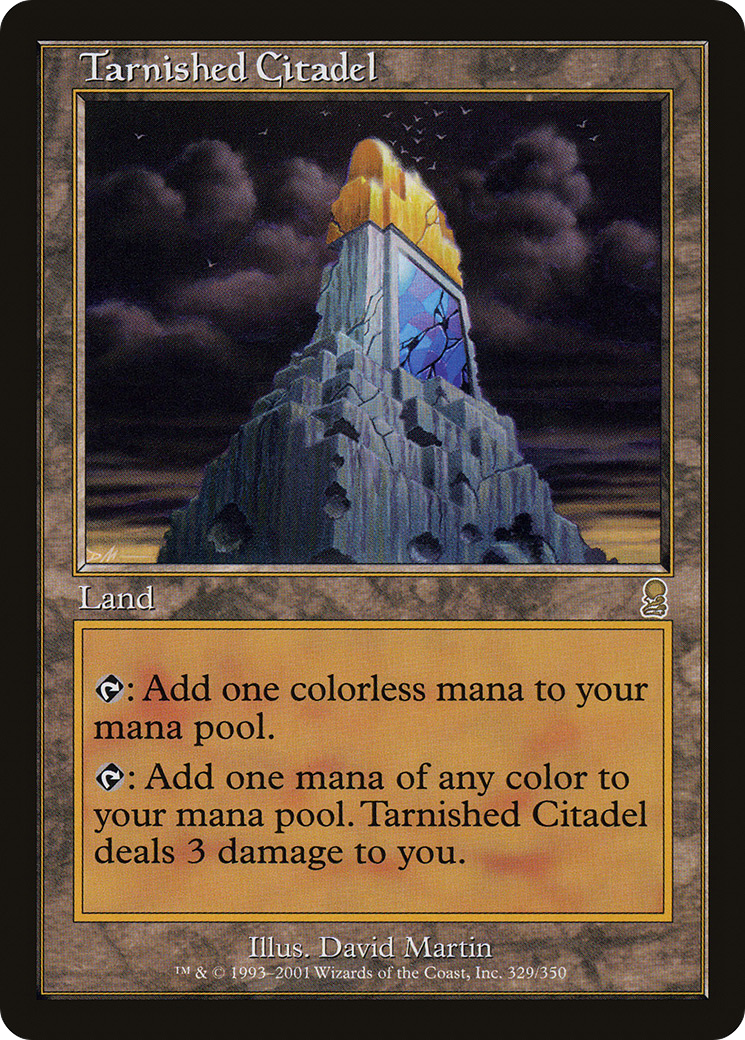 Tarnished Citadel
Land
: Add one colorless mana to your
mana pool.
: Add one mana of any color to
your mana pool. Tarnished Citadel
deals 3 damage to you.
Illus. David Martin
™ & © 1993–2001 Wizards of the Coast, Inc. 329/350